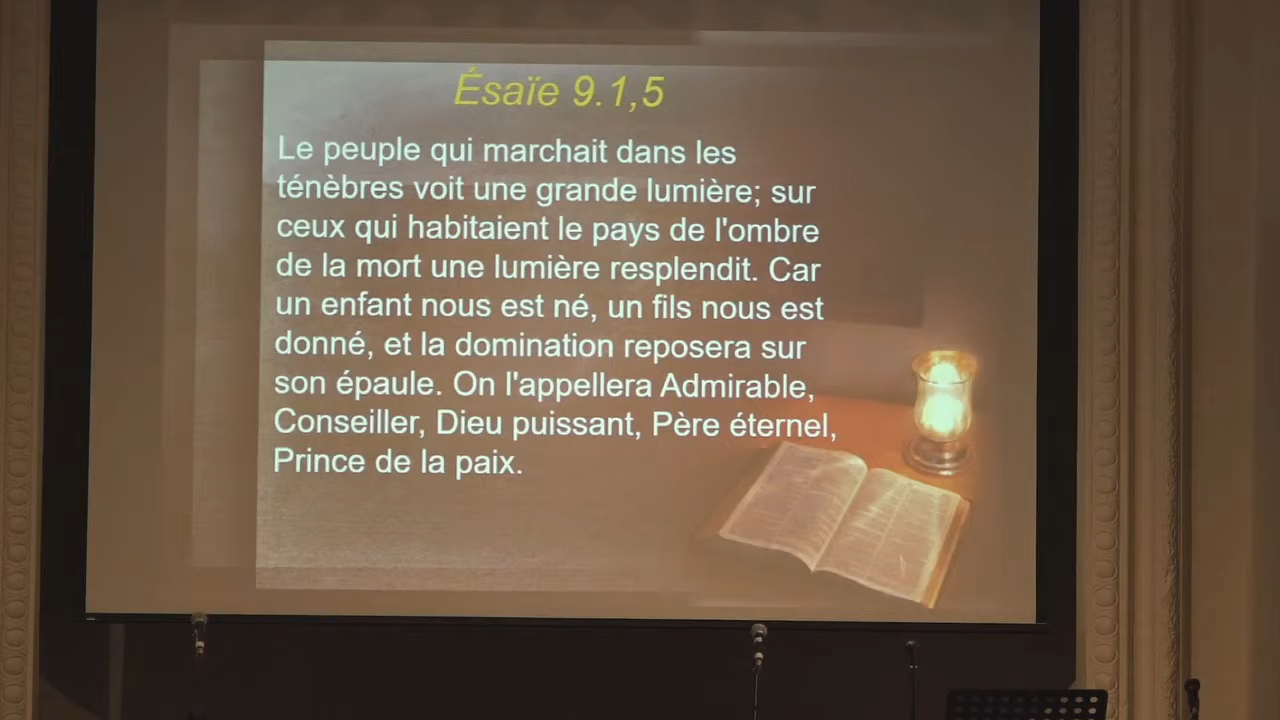 Ésaïe 9.1,5
Le peuple qui marchait dans les
ténèbres voit une grande lumière; sur
ceux qui habitaient le pays de l'ombre
de la mort une lumière resplendit. Car
un enfant nous est né, un fils nous est
donné, et la domination reposera sur
son épaule. On l'appellera Admirable,
Conseiller, Dieu puissant, Père éternel,
Prince de la paix.